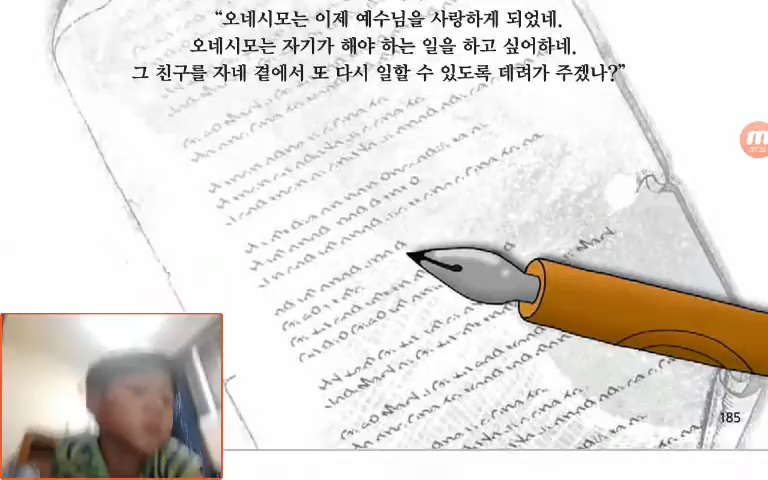 “오네시모는 이제 예수님을 사랑하게 되었네.
오네시모는 자기가 해야 하는 일을 하고 싶어하네.
그 친구를 자네 곁에서 또 다시 일할 수 있도록 데려가 주겠나?”
185